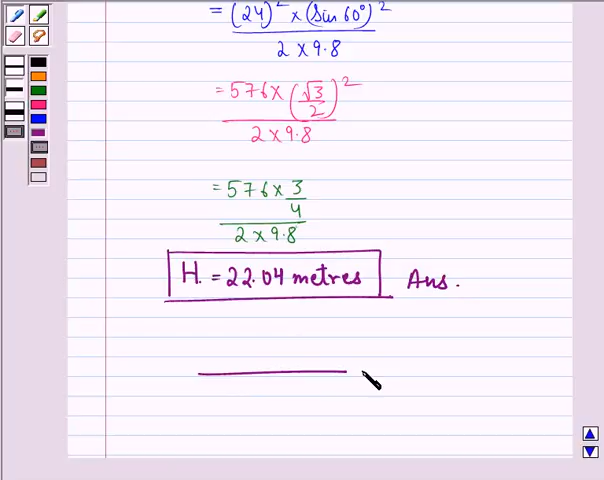 = (24)² × (Sin 60°)²
2 × 9.8
= 576 × (√3/2)²
2 × 9.8
= 576 × 3/4
2 × 9.8
H. = 22.04 metres Ans.